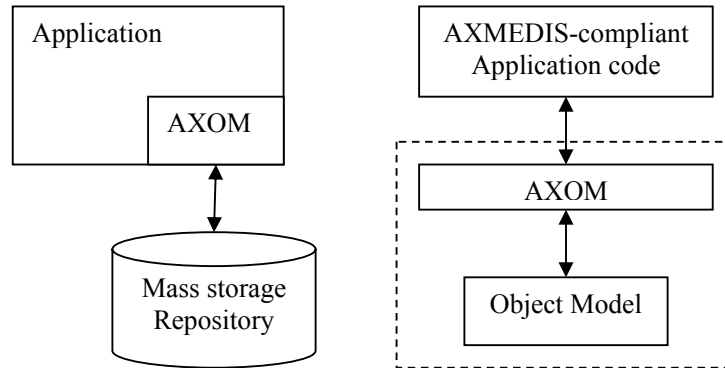 Application
AXOM
Mass storage
Repository
AXMEDIS-compliant
Application code
AXOM
Object Model